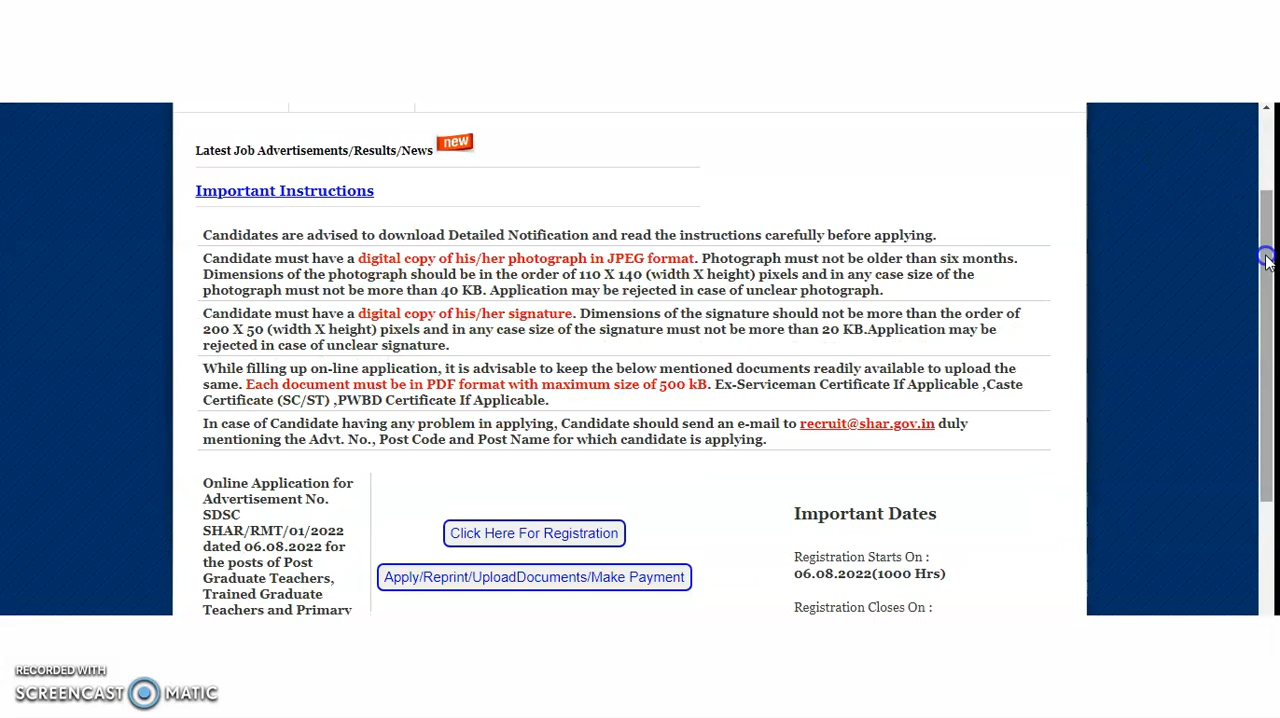 Latest Job Advertisements/Results/News new
Important Instructions
Candidates are advised to download Detailed Notification and read the instructions carefully before applying.
Candidate must have a digital copy of his/her photograph in JPEG format. Photograph must not be older than six months.
Dimensions of the photograph should be in the order of 110 X 140 (width X height) pixels and in any case size of the
photograph must not be more than 40 KB. Application may be rejected in case of unclear photograph.
Candidate must have a digital copy of his/her signature. Dimensions of the signature should not be more than the order of
200 X 50 (width X height) pixels and in any case size of the signature must not be more than 20 KB.Application may be
rejected in case of unclear signature.
While filling up on-line application, it is advisable to keep the below mentioned documents readily available to upload the
same. Each document must be in PDF format with maximum size of 500 kB. Ex-Serviceman Certificate If Applicable ,Caste
Certificate (SC/ST) ,PWBD Certificate If Applicable.
In case of Candidate having any problem in applying, Candidate should send an e-mail to recruit@shar.gov.in duly
mentioning the Advt. No., Post Code and Post Name for which candidate is applying.
Online Application for
Advertisement No.
SDSC
SHAR/RMT/01/2022
dated 06.08.2022 for
the posts of Post
Graduate Teachers,
Trained Graduate
Teachers and Primary
Click Here For Registration
Apply/Reprint/UploadDocuments/Make Payment
Important Dates
Registration Starts On :
06.08.2022(1000 Hrs)
Registration Closes On :
RECORDED WITH
SCREENCAST MATIC